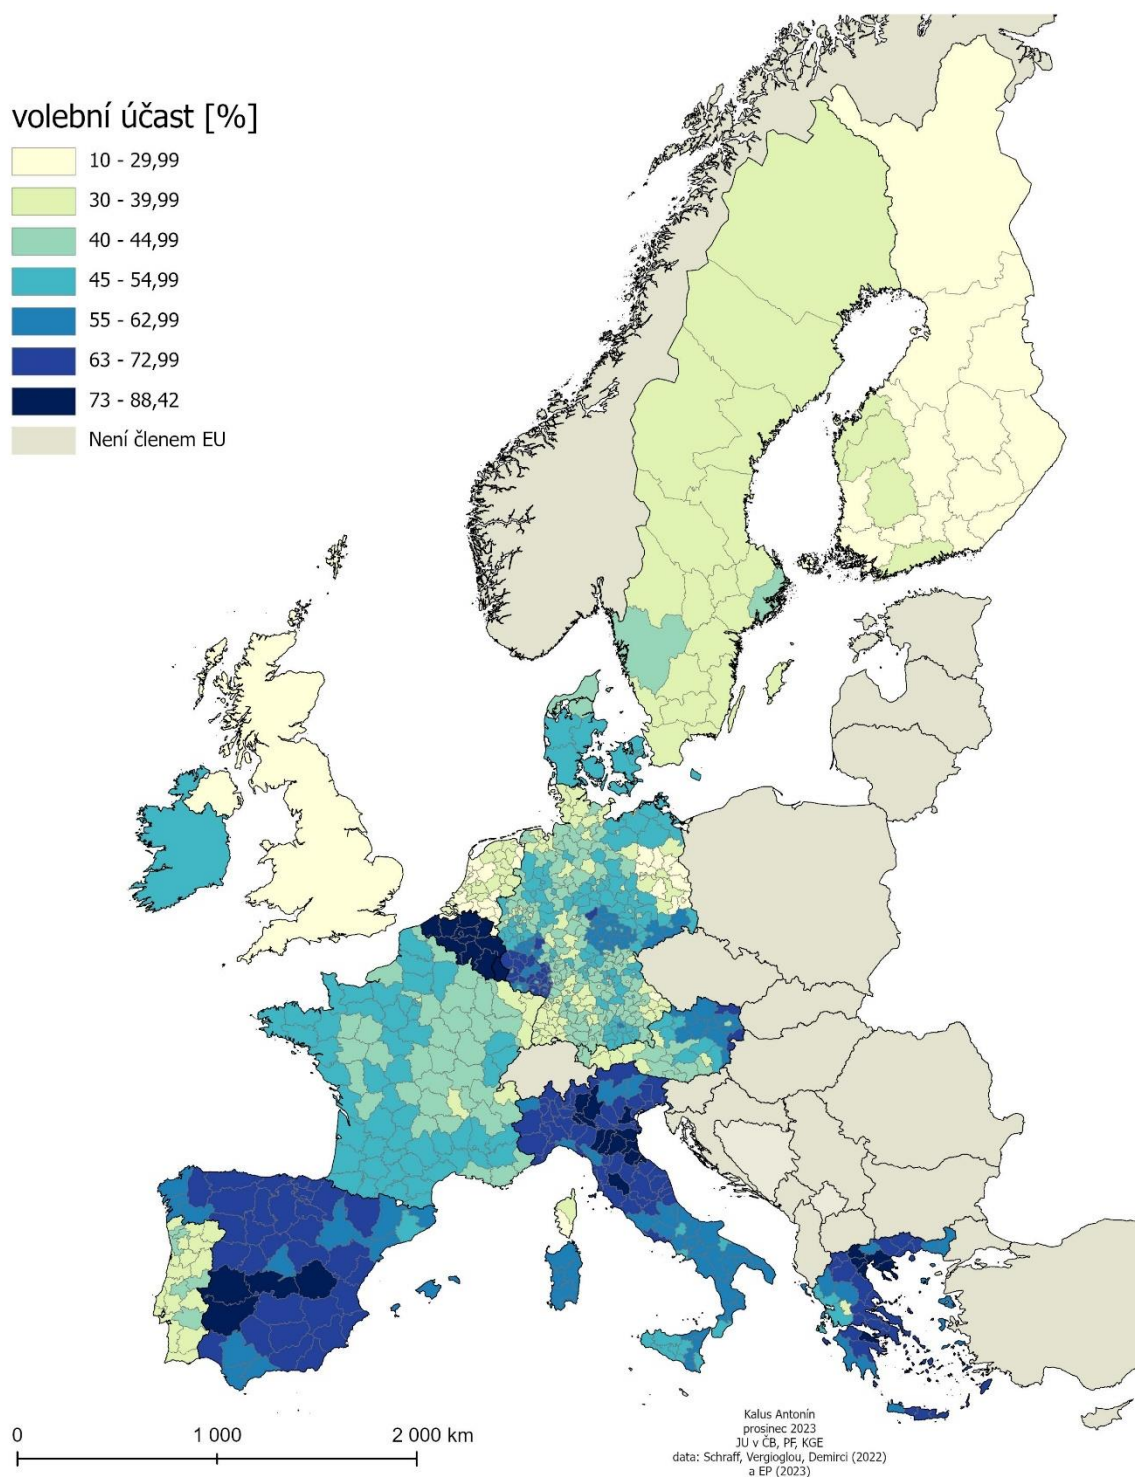 volební účast [%]
10 - 29,99
30 - 39,99
40 - 44,99
45 - 54,99
55 - 62,99
63 - 72,99
73 - 88,42
Není členem EU
0 1 000 2 000 km
Kalus Antonín
prosinec 2023
JU v ČB, PF, KGE
data: Schraff, Vergioglou, Demirci (2022)
a EP (2023)